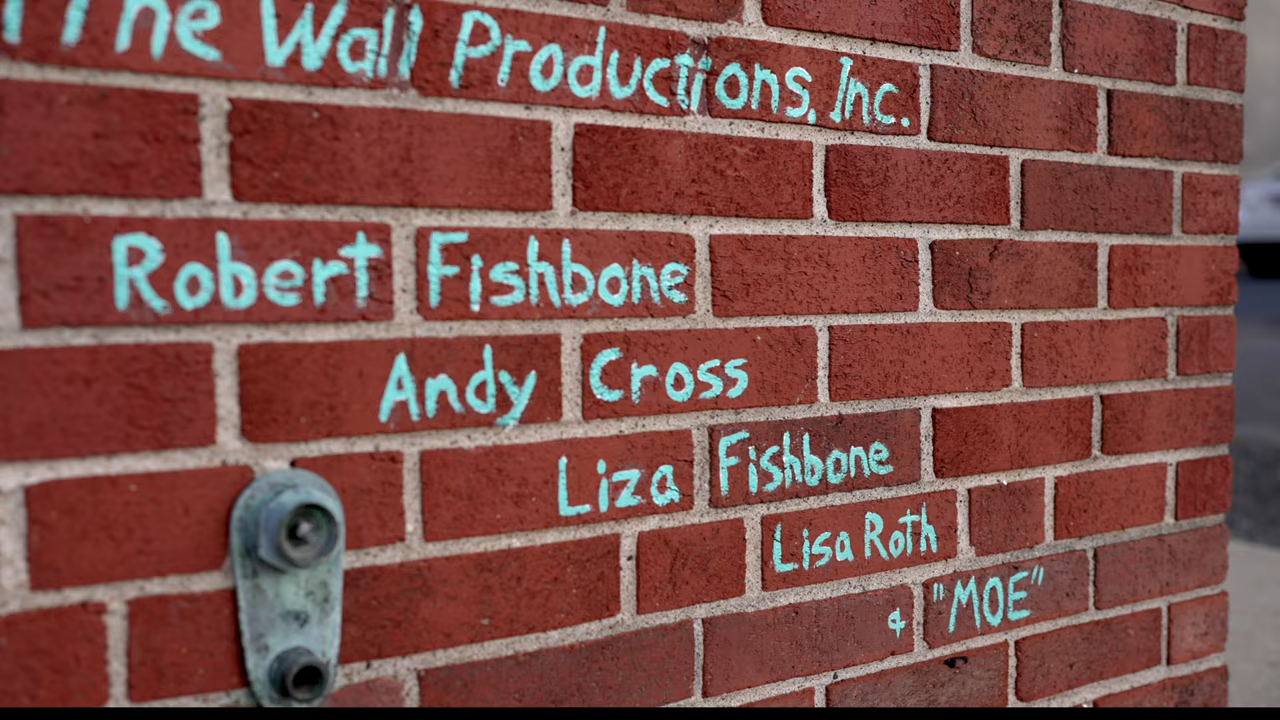 The Wall Productions, Inc.
Robert Fishbone
Andy Cross
Liza Fishbone
Lisa Roth
& "MOE"